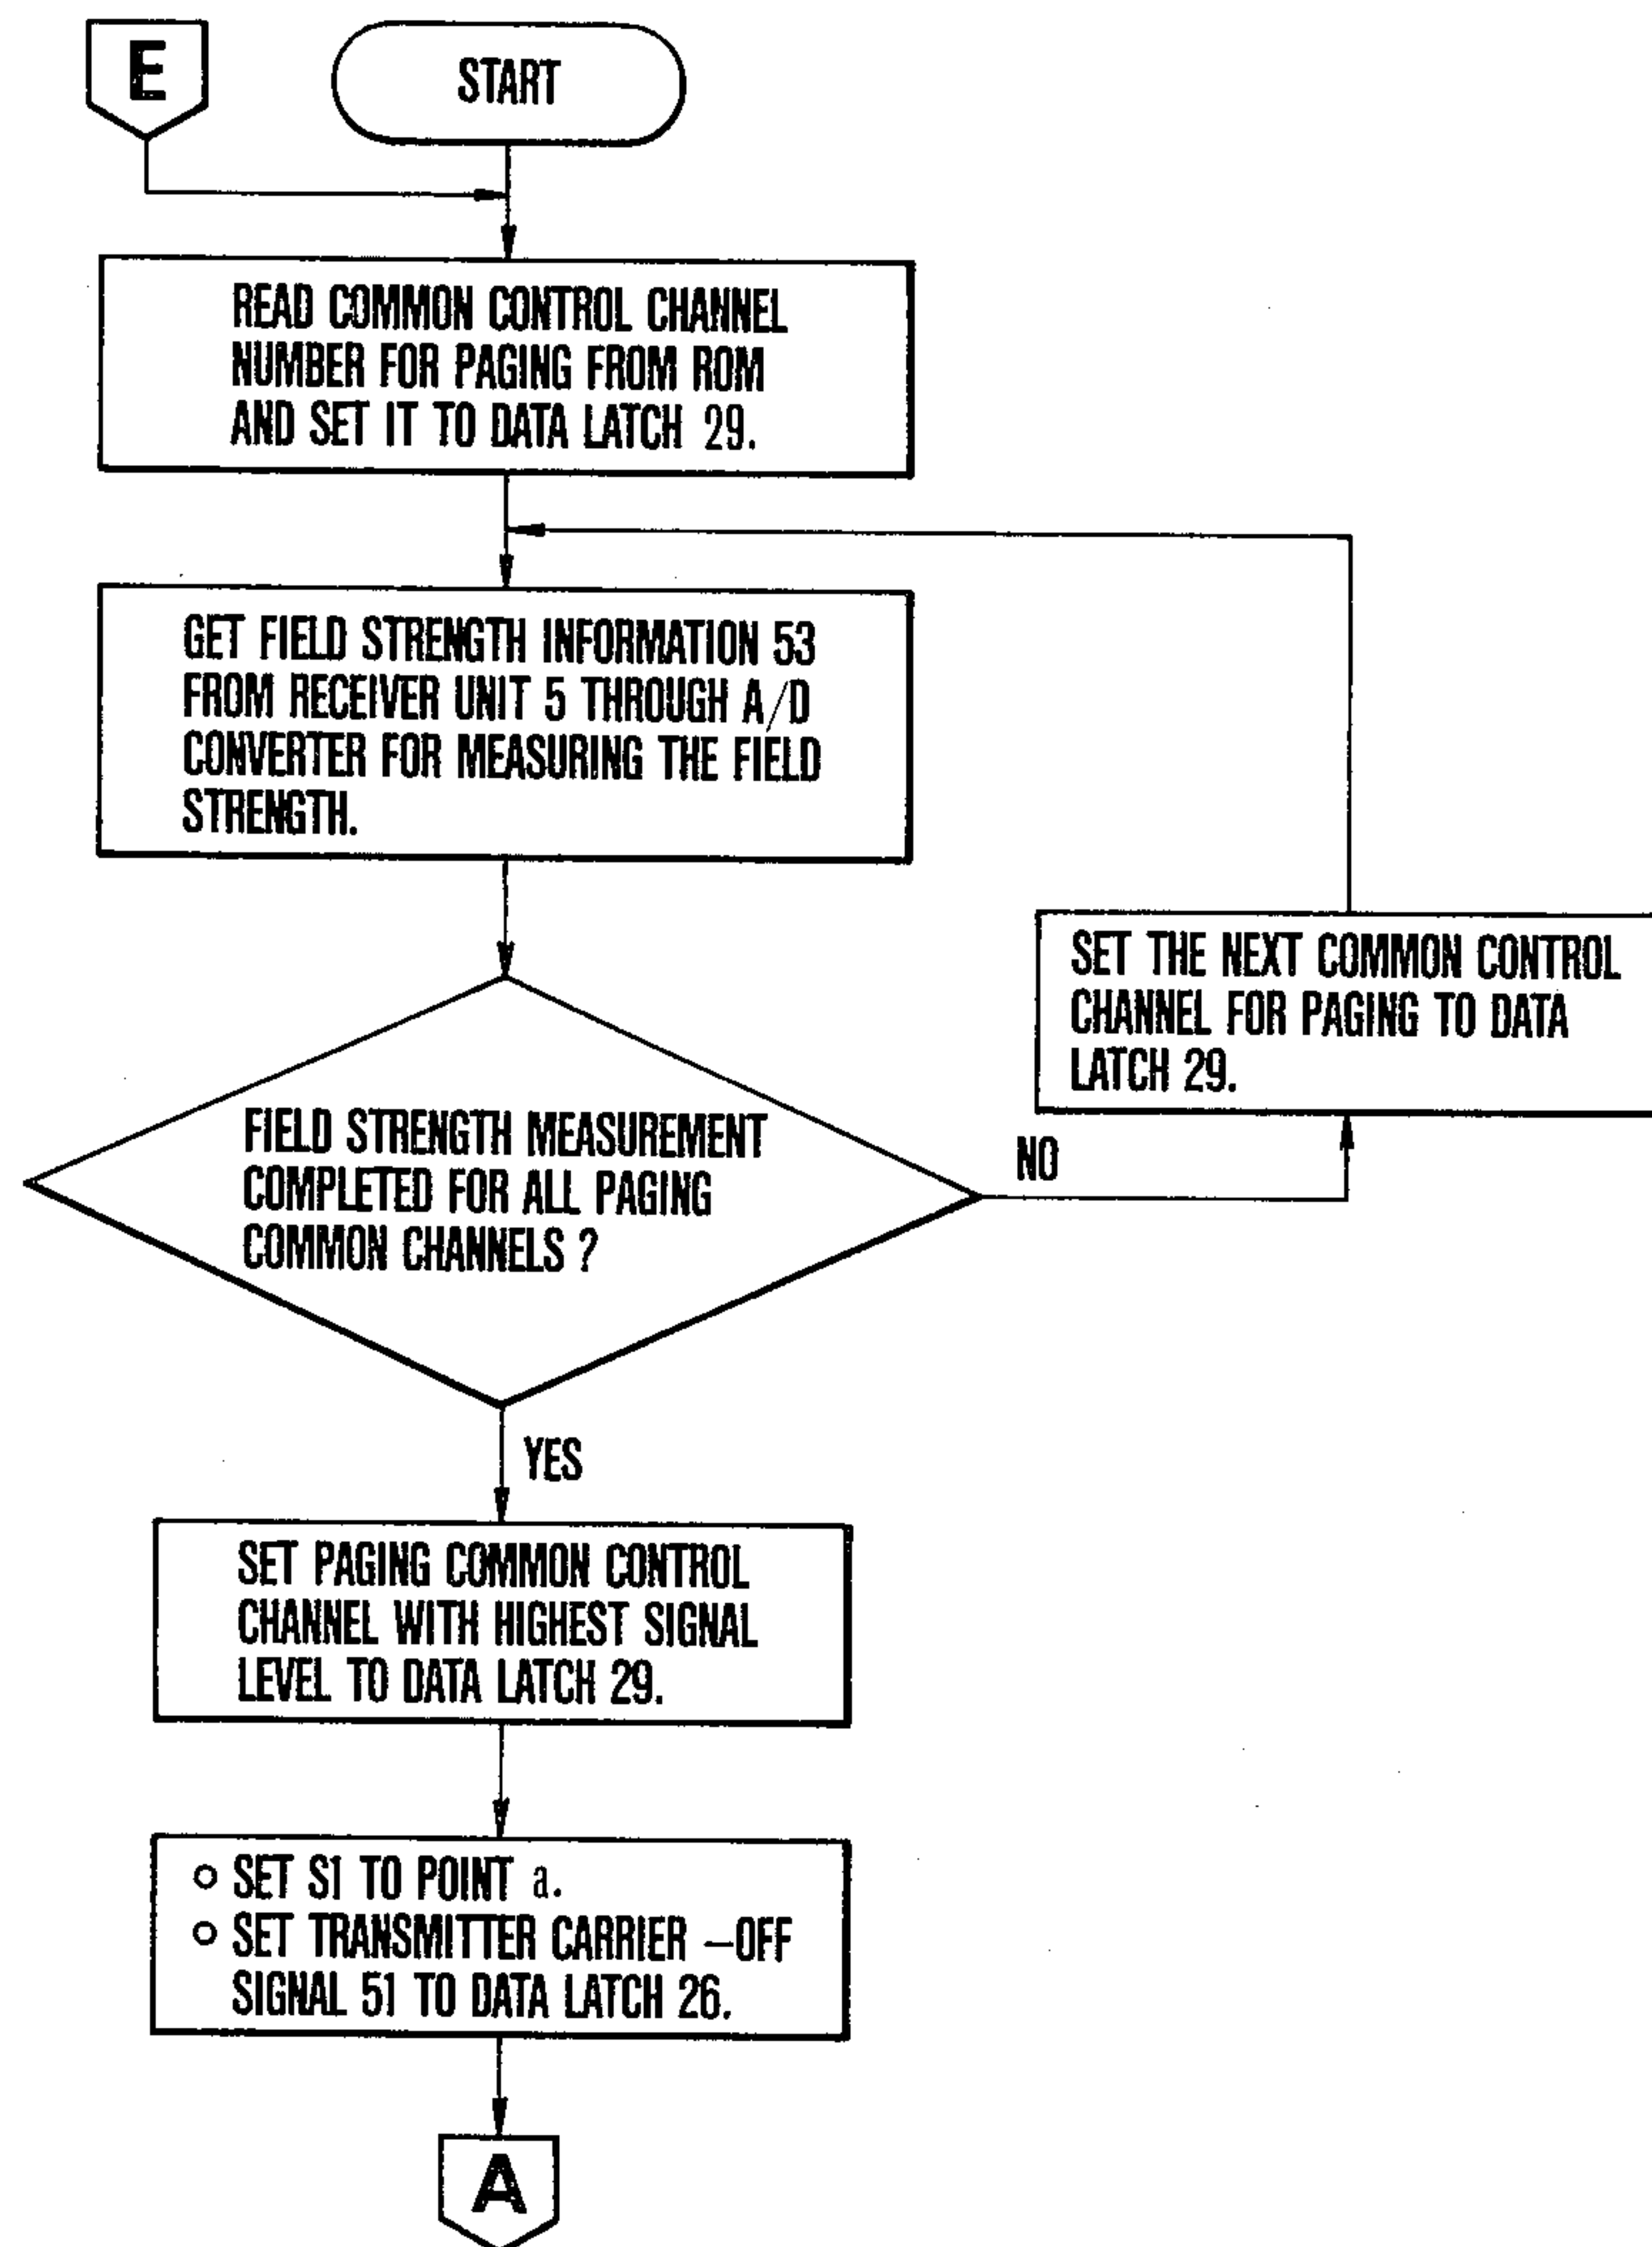 E
START
READ COMMON CONTROL CHANNEL
NUMBER FOR PAGING FROM ROM
AND SET IT TO DATA LATCH 29.
GET FIELD STRENGTH INFORMATION 53
FROM RECEIVER UNIT 5 THROUGH A/D
CONVERTER FOR MEASURING THE FIELD
STRENGTH.
SET THE NEXT COMMON CONTROL
CHANNEL FOR PAGING TO DATA
LATCH 29.
FIELD STRENGTH MEASUREMENT
COMPLETED FOR ALL PAGING
COMMON CHANNELS ?
NO
YES
SET PAGING COMMON CONTROL
CHANNEL WITH HIGHEST SIGNAL
LEVEL TO DATA LATCH 29.
○ SET S1 TO POINT a.
○ SET TRANSMITTER CARRIER –OFF
SIGNAL 51 TO DATA LATCH 26.
A